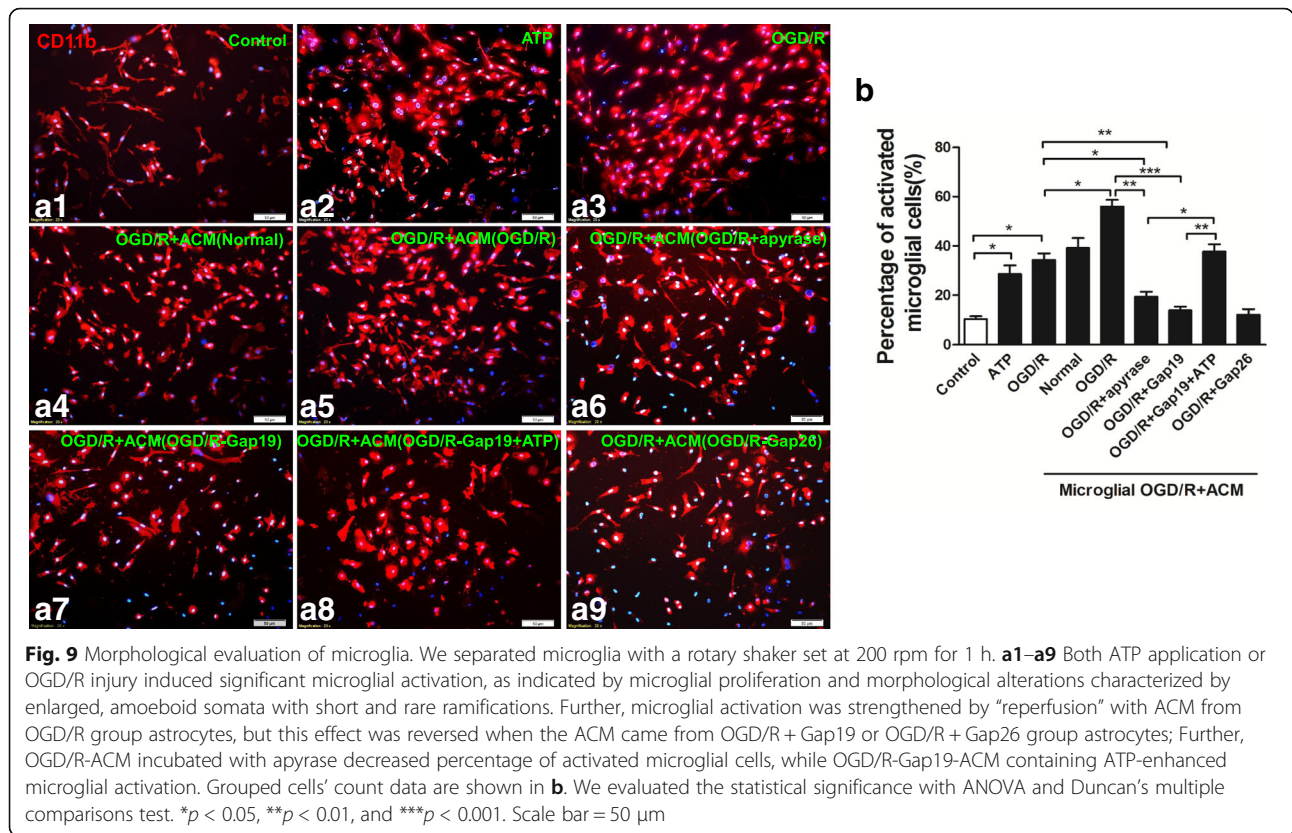 CD11b
Control
ATP
OGD/R
a1
a2
a3
OGD/R+ACM(Normal)
OGD/R+ACM(OGD/R)
OGD/R+ACM(OGD/R+apyrase)
a4
a5
a6
OGD/R+ACM(OGD/R-Gap19)
OGD/R+ACM(OGD/R-Gap19+ATP)
OGD/R+ACM(OGD/R-Gap26)
a7
a8
a9
Magnification: 20 x
50 μm
b
Percentage of activated
microglial cells(%)
80
60
40
20
0
**
*
***
*
**
*
*
*
**
Control
ATP
OGD/R
Normal
OGD/R
OGD/R+apyrase
OGD/R+Gap19
OGD/R+Gap19+ATP
OGD/R+Gap26
Microglial OGD/R+ACM
Fig. 9 Morphological evaluation of microglia. We separated microglia with a rotary shaker set at 200 rpm for 1 h. a1–a9 Both ATP application or
OGD/R injury induced significant microglial activation, as indicated by microglial proliferation and morphological alterations characterized by
enlarged, amoeboid somata with short and rare ramifications. Further, microglial activation was strengthened by “reperfusion” with ACM from
OGD/R group astrocytes, but this effect was reversed when the ACM came from OGD/R + Gap19 or OGD/R + Gap26 group astrocytes; Further,
OGD/R-ACM incubated with apyrase decreased percentage of activated microglial cells, while OGD/R-Gap19-ACM containing ATP-enhanced
microglial activation. Grouped cells’ count data are shown in b. We evaluated the statistical significance with ANOVA and Duncan’s multiple
comparisons test. *p < 0.05, **p < 0.01, and ***p < 0.001. Scale bar = 50 μm